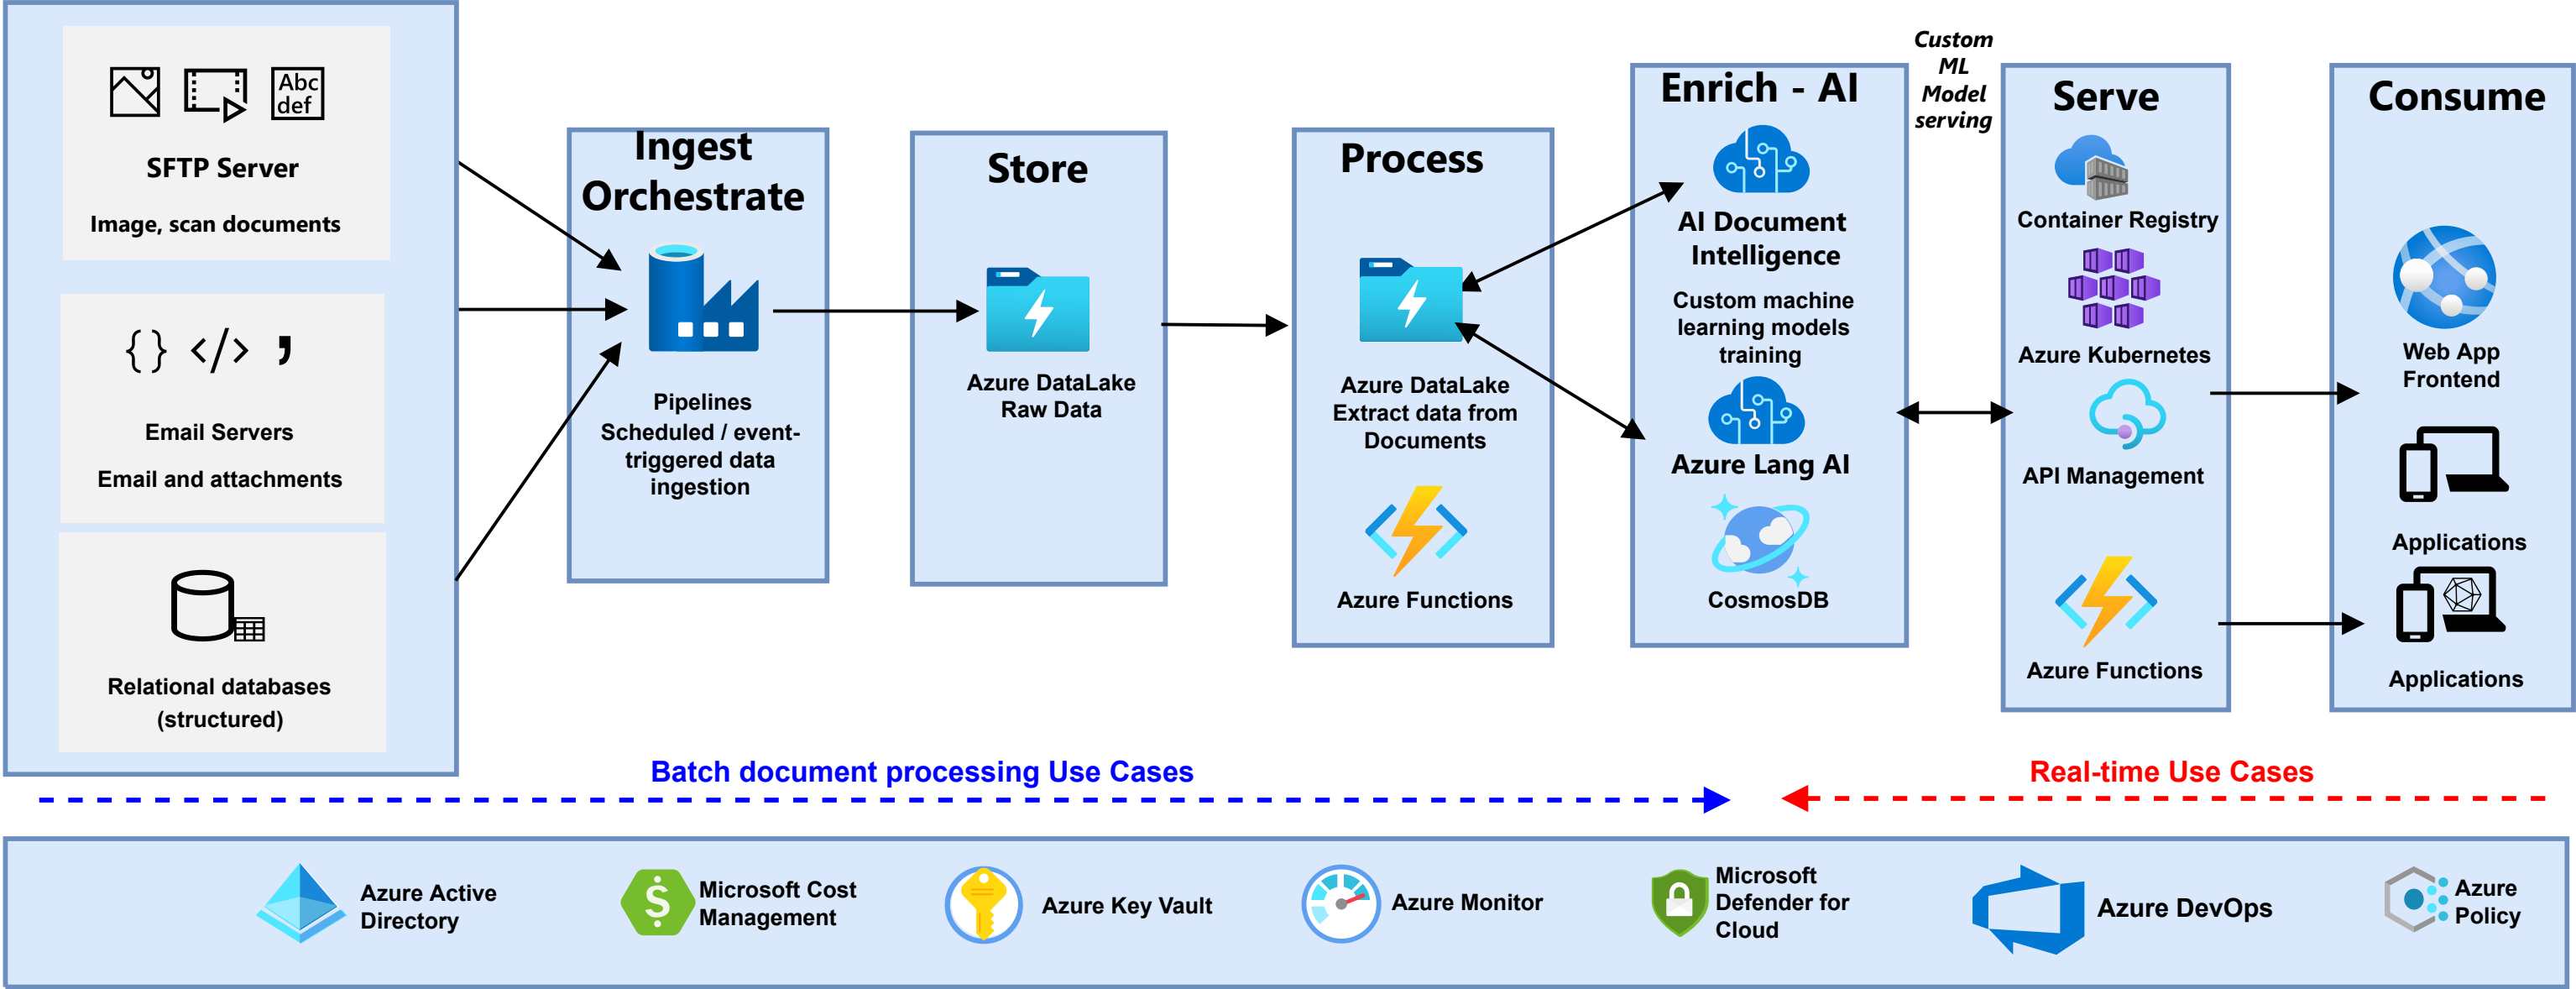 Abc
def
SFTP Server
Image, scan documents
{ } </> ,
Email Servers
Email and attachments
Relational databases
(structured)
Ingest
Orchestrate
Pipelines
Scheduled / event-
triggered data
ingestion
Store
Azure DataLake
Raw Data
Process
Azure DataLake
Extract data from
Documents
Azure Functions
Enrich - AI
AI Document
Intelligence
Custom machine
learning models
training
Azure Lang AI
CosmosDB
Custom
ML
Model
serving
Serve
Container Registry
Azure Kubernetes
API Management
Azure Functions
Consume
Web App
Frontend
Applications
Applications
Batch document processing Use Cases
Real-time Use Cases
Azure Active
Directory
$
Microsoft Cost
Management
Azure Key Vault
Azure Monitor
Microsoft
Defender for
Cloud
Azure DevOps
Azure
Policy